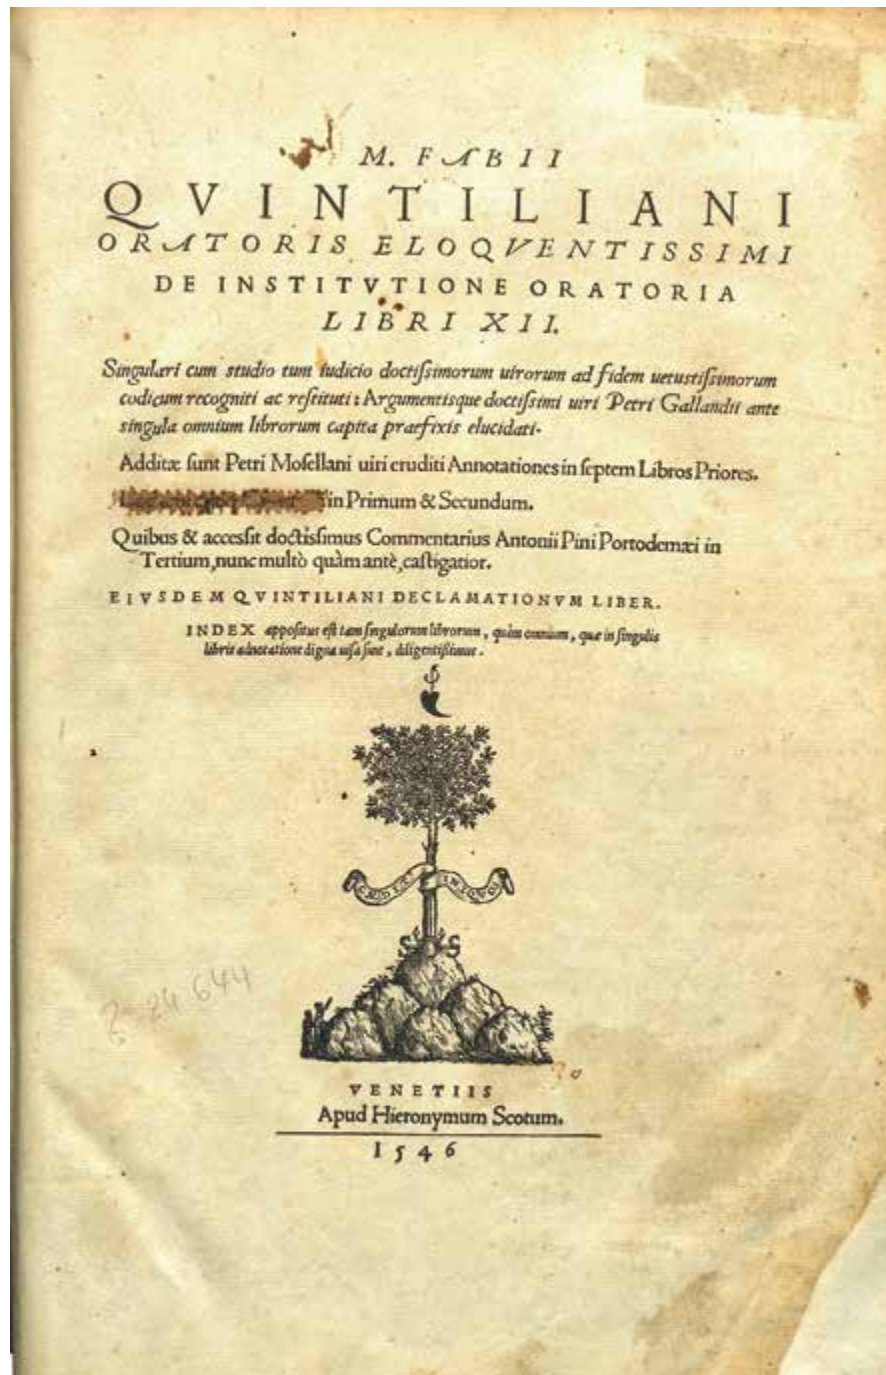 M. FABII
QVINTILIANI
ORATORIS ELOQVENTISSIMI
DE INSTITVTIONE ORATORIA
LIBRI XII.
Singulari cum studio tum iudicio doctiſsimorum uirorum ad fidem uetustiſsimorum
codicum recogniti ac reſtituti: Argumentisque doctiſsimi uiri Petri Gallandii ante
singula omnium librorum capita praefixis elucidati.
Additæ ſunt Petri Moſellani uiri eruditi Annotationes in ſeptem Libros Priores.
in Primum & Secundum.
Quibus & acceſsit doctiſsimus Commentarius Antonii Pini Portodemæi in
Tertium, nunc multò quàm antè, caſtigatior.
EIVSDEM QVINTILIANI DECLAMATIONVM LIBER.
INDEX appoſitus eſt tam ſingulorum librorum, quàm omnium, quæ in ſingulis
libris adnotatione digna uiſa ſunt, diligentiſsimus.
S S
VENETIIS
Apud Hieronymum Scotum.
1546